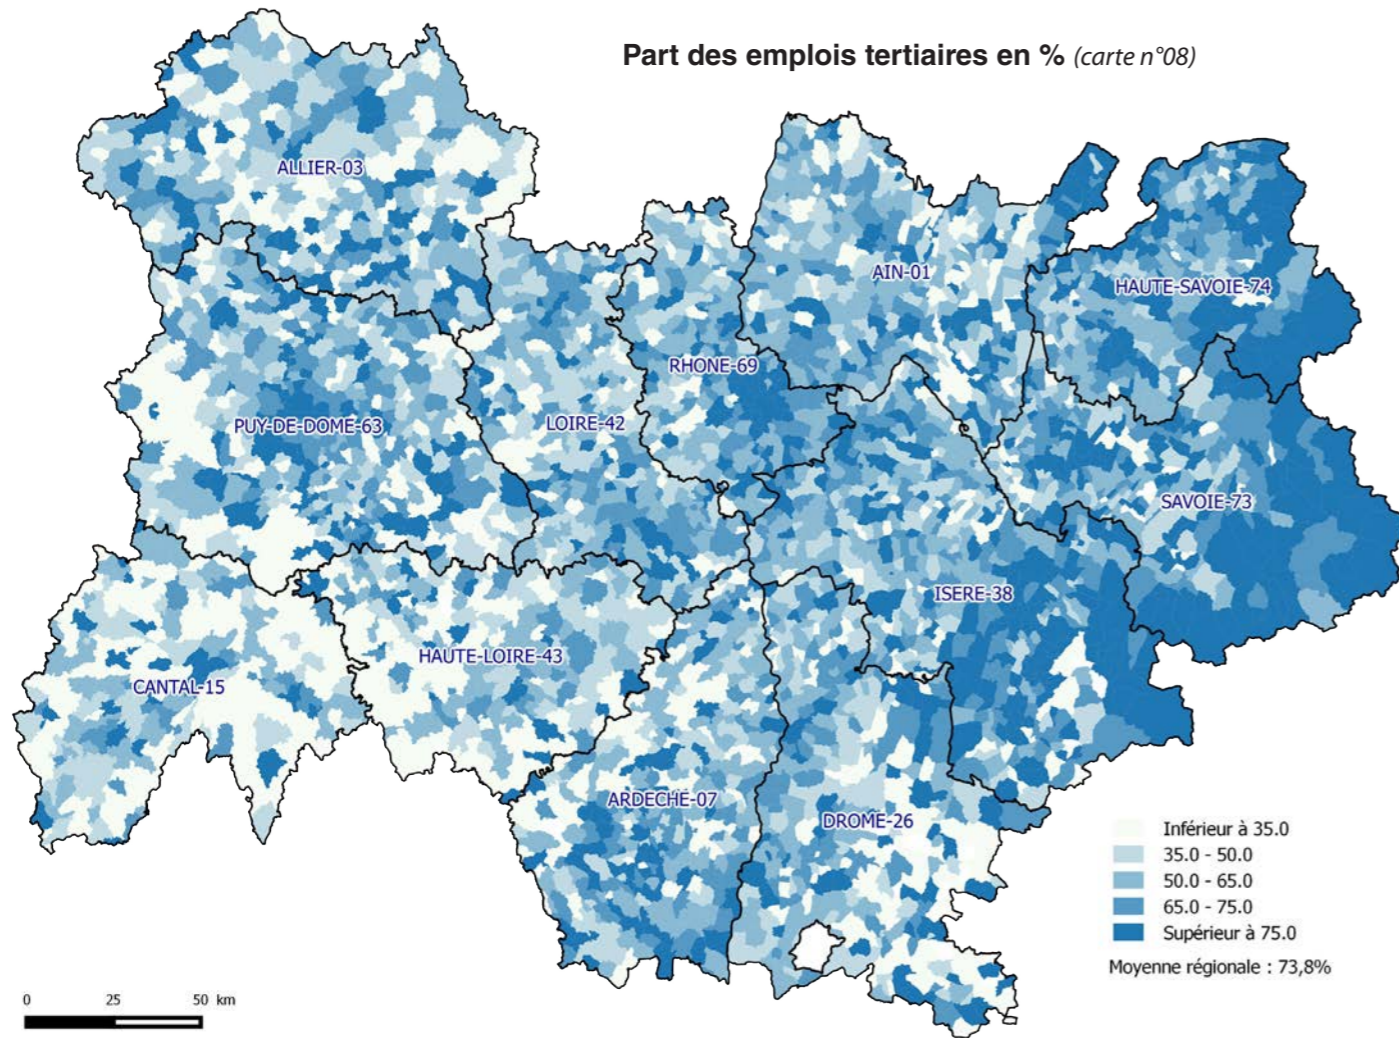 Part des emplois tertiaires en % (carte n°08)
ALLIER-03
AIN-01
HAUTE-SAVOIE-74
RHONE-69
PUY-DE-DOME-63
LOIRE-42
SAVOIE-73
ISERE-38
HAUTE-LOIRE-43
CANTAL-15
ARDECHE-07
DROME-26
Inférieur à 35.0
35.0 - 50.0
50.0 - 65.0
65.0 - 75.0
Supérieur à 75.0
Moyenne régionale : 73,8%
0 25 50 km